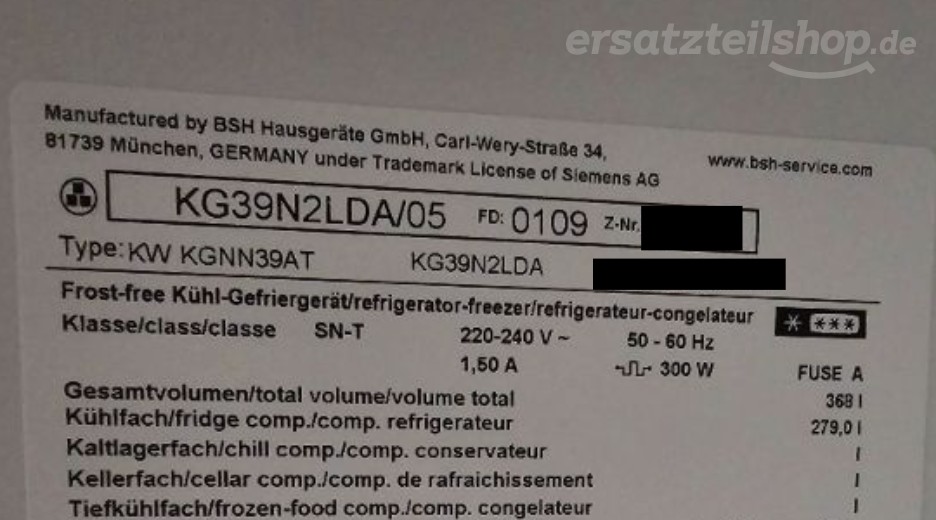 ersatzteilshop.de
Manufactured by BSH Hausgeräte GmbH, Carl-Wery-Straße 34,
81739 München, GERMANY under Trademark License of Siemens AG
www.bsh-service.com
KG39N2LDA/05 FD: 0109 Z-Nr.
Type: KW KGNN39AT KG39N2LDA
Frost-free Kühl-Gefriergerät/refrigerator-freezer/refrigerateur-congelateur
* ***
Klasse/class/classe SN-T 220-240 V ~ 50 - 60 Hz
1,50 A 300 W FUSE A
Gesamtvolumen/total volume/volume total 368 l
Kühlfach/fridge comp./comp. refrigerateur 279,0 l
Kaltlagerfach/chill comp./comp. conservateur l
Kellerfach/cellar comp./comp. de rafraichissement l
Tiefkühlfach/frozen-food comp./comp. congelateur l